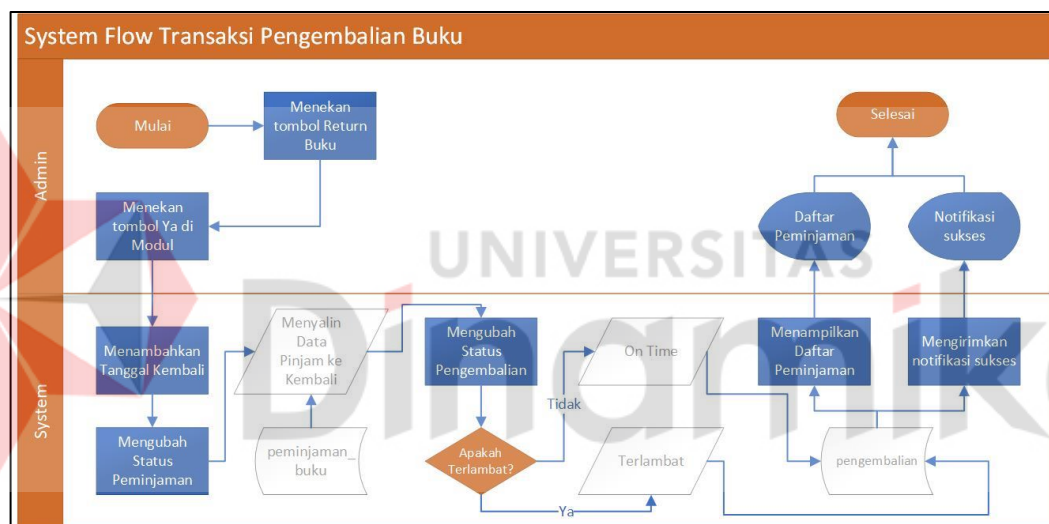 System Flow Transaksi Pengembalian Buku
Admin
Mulai
Menekan
tombol Return
Buku
Selesai
Menekan
tombol Ya di
Modul
Daftar
Peminjaman
Notifikasi
sukses
UNIVERSITAS
Dinamika
System
Menambahkan
Tanggal Kembali
Menyalin
Data
Pinjam ke
Kembali
Mengubah
Status
Pengembalian
On Time
Menampilkan
Daftar
Peminjaman
Mengirimkan
notifikasi sukses
Tidak
Mengubah
Status
Peminjaman
peminjaman_
buku
Apakah
Terlambat?
Terlambat
pengembalian
Ya